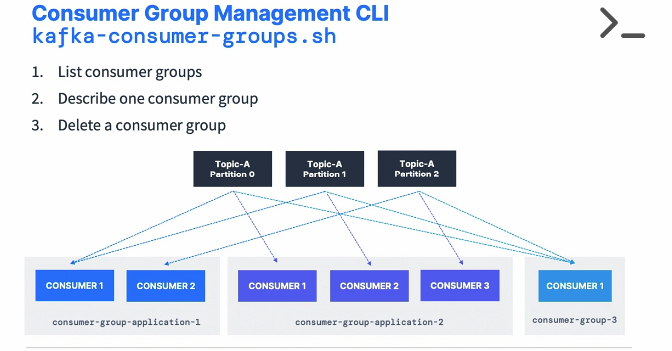 Consumer Group Management CLI
kafka-consumer-groups.sh
1. List consumer groups
2. Describe one consumer group
3. Delete a consumer group
Topic-A
Partition 0
Topic-A
Partition 1
Topic-A
Partition 2
CONSUMER 1
CONSUMER 2
consumer-group-application-1
CONSUMER 1
CONSUMER 2
CONSUMER 3
consumer-group-application-2
CONSUMER 1
consumer-group-3